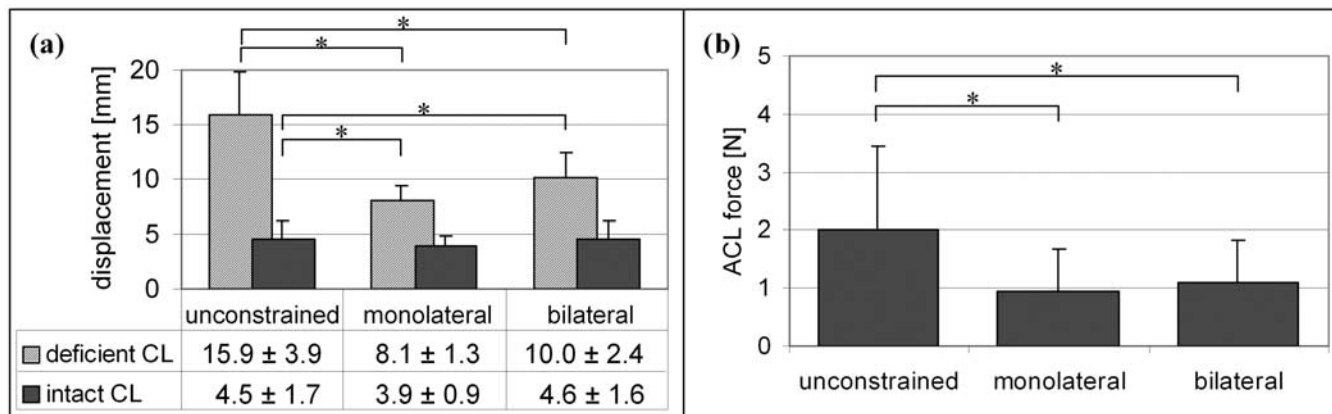 (a)
*
*
*
*
displacement [mm]
20
15
10
5
0
unconstrained monolateral bilateral
deficient CL 15.9 ± 3.9 8.1 ± 1.3 10.0 ± 2.4
intact CL 4.5 ± 1.7 3.9 ± 0.9 4.6 ± 1.6
(b)
*
*
ACL force [N]
5
4
3
2
1
0
unconstrained monolateral bilateral